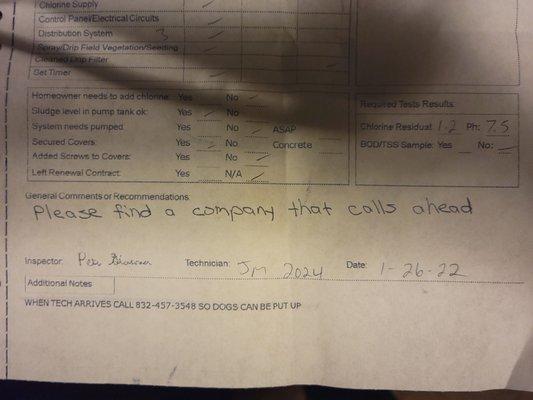 Chlorine Supply
Control Panel/Electrical Circuits
Distribution System 3
Spray/Drip Field Vegetation/Seeding
Cleaned Drip Filter
Set Timer
Homeowner needs to add chlorine: Yes No
Sludge level in pump tank ok: Yes No
System needs pumped Yes No ASAP
Secured Covers: Yes No Concrete
Added Screws to Covers: Yes No
Left Renewal Contract: Yes N/A
Required Tests Results:
Chlorine Residual: 1.2 Ph: 7.5
BOD/TSS Sample: Yes No:
General Comments or Recommendations:
Please find a company that calls ahead
Inspector: Technician: JM 2024 Date: 1-26-22
Additional Notes
WHEN TECH ARRIVES CALL 832-457-3548 SO DOGS CAN BE PUT UP